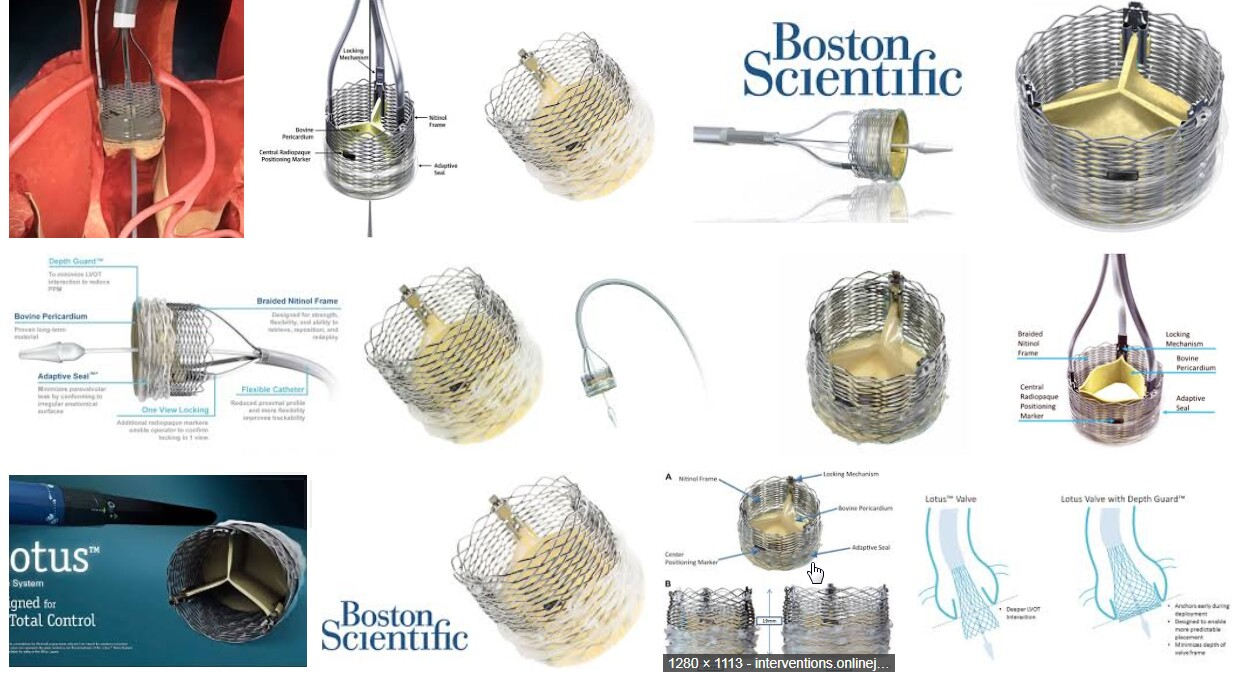 Locking
Mechanism
Bovine
Pericardium
Nitinol
Frame
Central Radiopaque
Positioning Marker
Adaptive
Seal
Boston
Scientific
Depth Guard™
To minimize LVOT
interaction to reduce
PPM
Bovine Pericardium
Proven long-term
material
Adaptive Seal™
Minimizes paravalvular
leak by conforming to
irregular anatomical
surfaces
One View Locking
Additional radiopaque markers
enable operator to confirm
locking in 1 view
Braided Nitinol Frame
Designed for strength,
flexibility, and ability to
retrieve, reposition, and
redeploy
Flexible Catheter
Reduced proximal profile
and more flexibility
improves trackability
Braided
Nitinol
Frame
Central
Radiopaque
Positioning
Marker
Locking
Mechanism
Bovine
Pericardium
Adaptive
Seal
otus™
System
gned for
Total Control
Boston
Scientific
A
Nitinol Frame
Locking Mechanism
Bovine Pericardium
Center
Positioning Marker
Adaptive Seal
B
19mm
1280 × 1113 - interventions.onlinej...
Lotus™ Valve
• Deeper LVOT
Interaction
Lotus Valve with Depth Guard™
• Anchors early during
deployment
• Designed to enable
more predictable
placement
• Minimizes depth of
valve frame